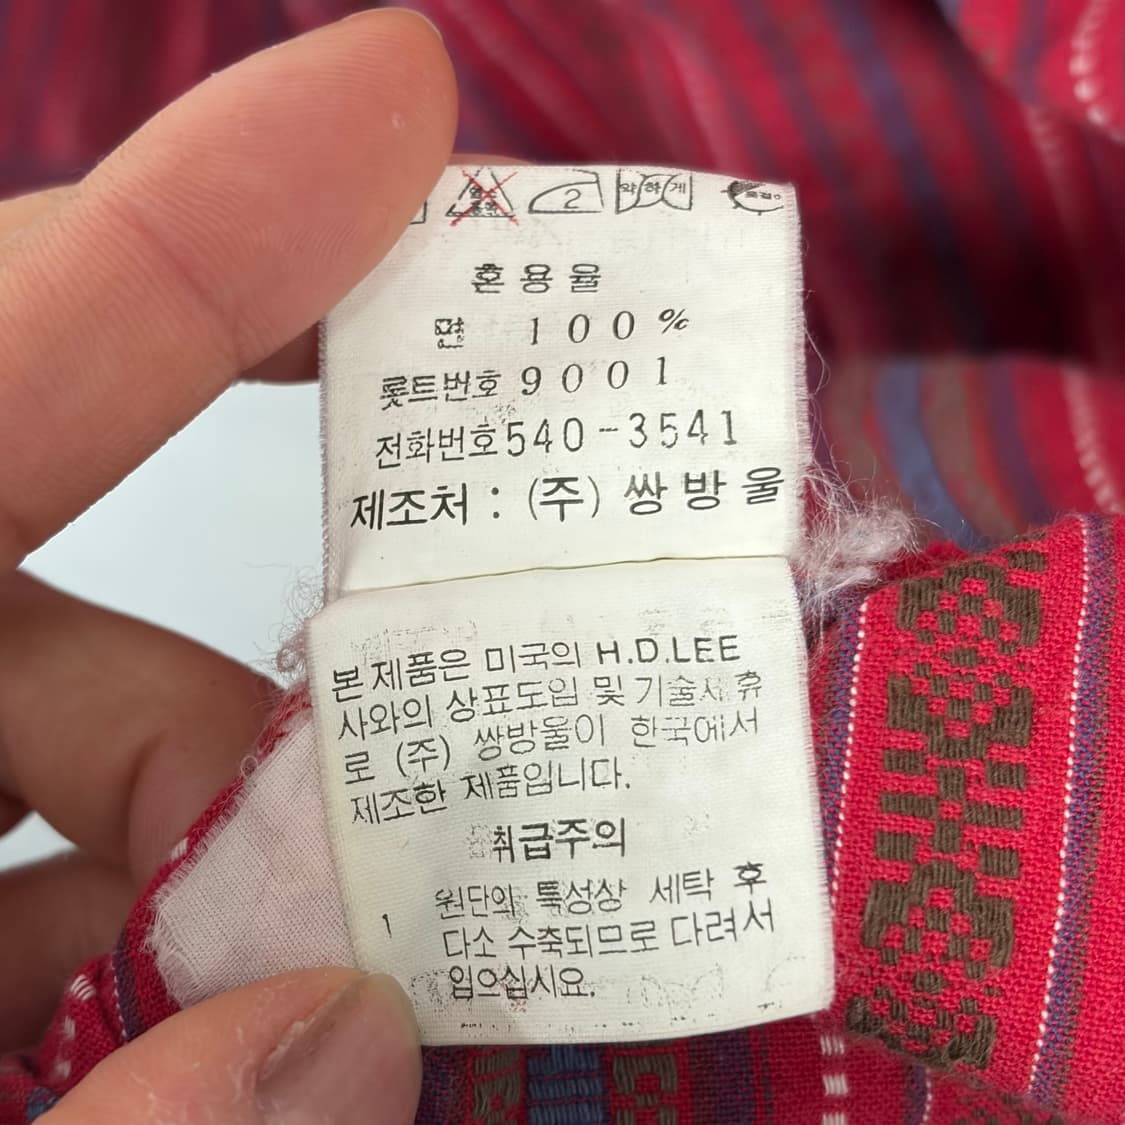 2
약하게
혼용율
면 100%
롯트번호 9001
전화번호 540-3541
제조처 : (주) 쌍방울
본 제품은 미국의 H.D.LEE
사와의 상표도입 및 기술제휴
로 (주) 쌍방울이 한국에서
제조한 제품입니다.
취급주의
1 원단의 특성상 세탁 후
다소 수축되므로 다려서
입으십시요.